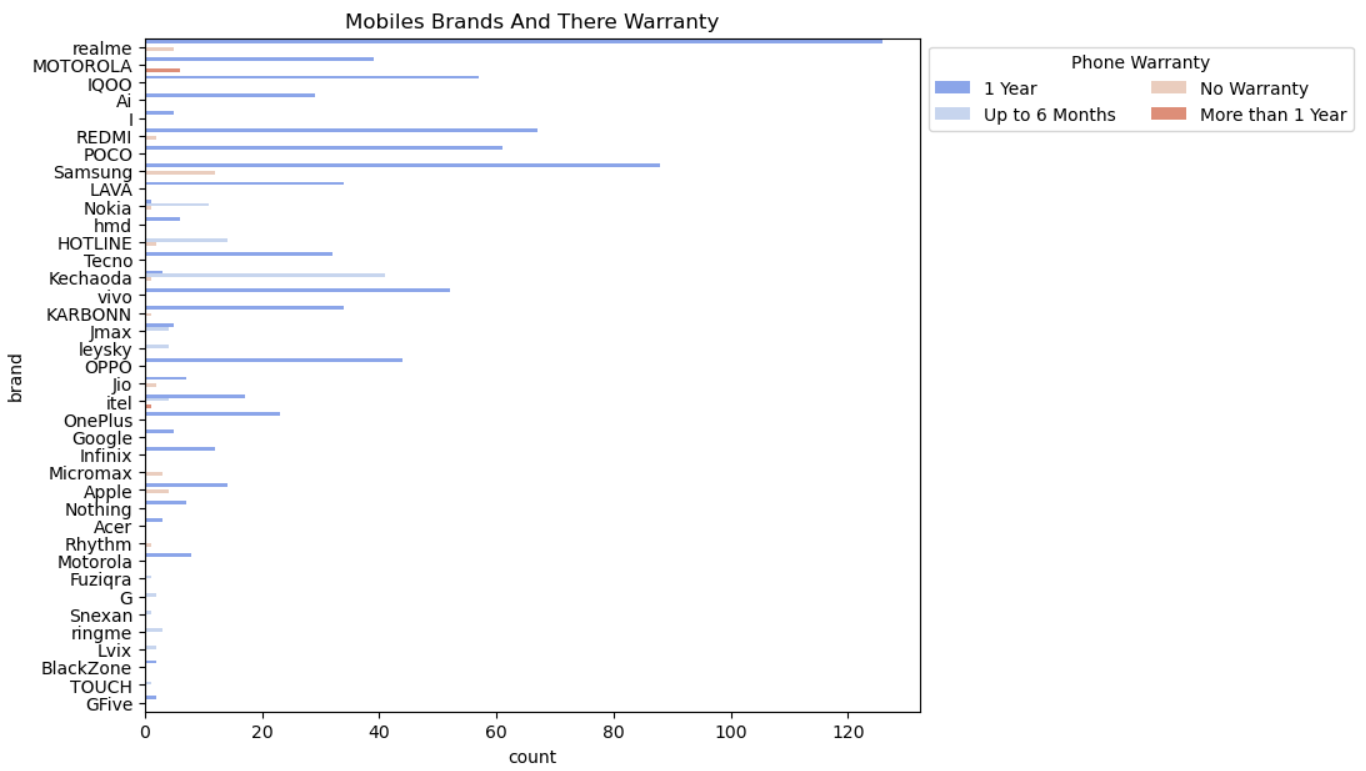 Mobiles Brands And There Warranty
realme
MOTOROLA
IQOO
Ai
I
REDMI
POCO
Samsung
LAVA
Nokia
hmd
HOTLINE
Tecno
Kechaoda
vivo
KARBONN
Jmax
leysky
OPPO
Jio
itel
OnePlus
Google
Infinix
Micromax
Apple
Nothing
Acer
Rhythm
Motorola
Fuziqra
G
Snexan
ringme
Lvix
BlackZone
TOUCH
GFive
brand
0 20 40 60 80 100 120
count
Phone Warranty
1 Year No Warranty
Up to 6 Months More than 1 Year